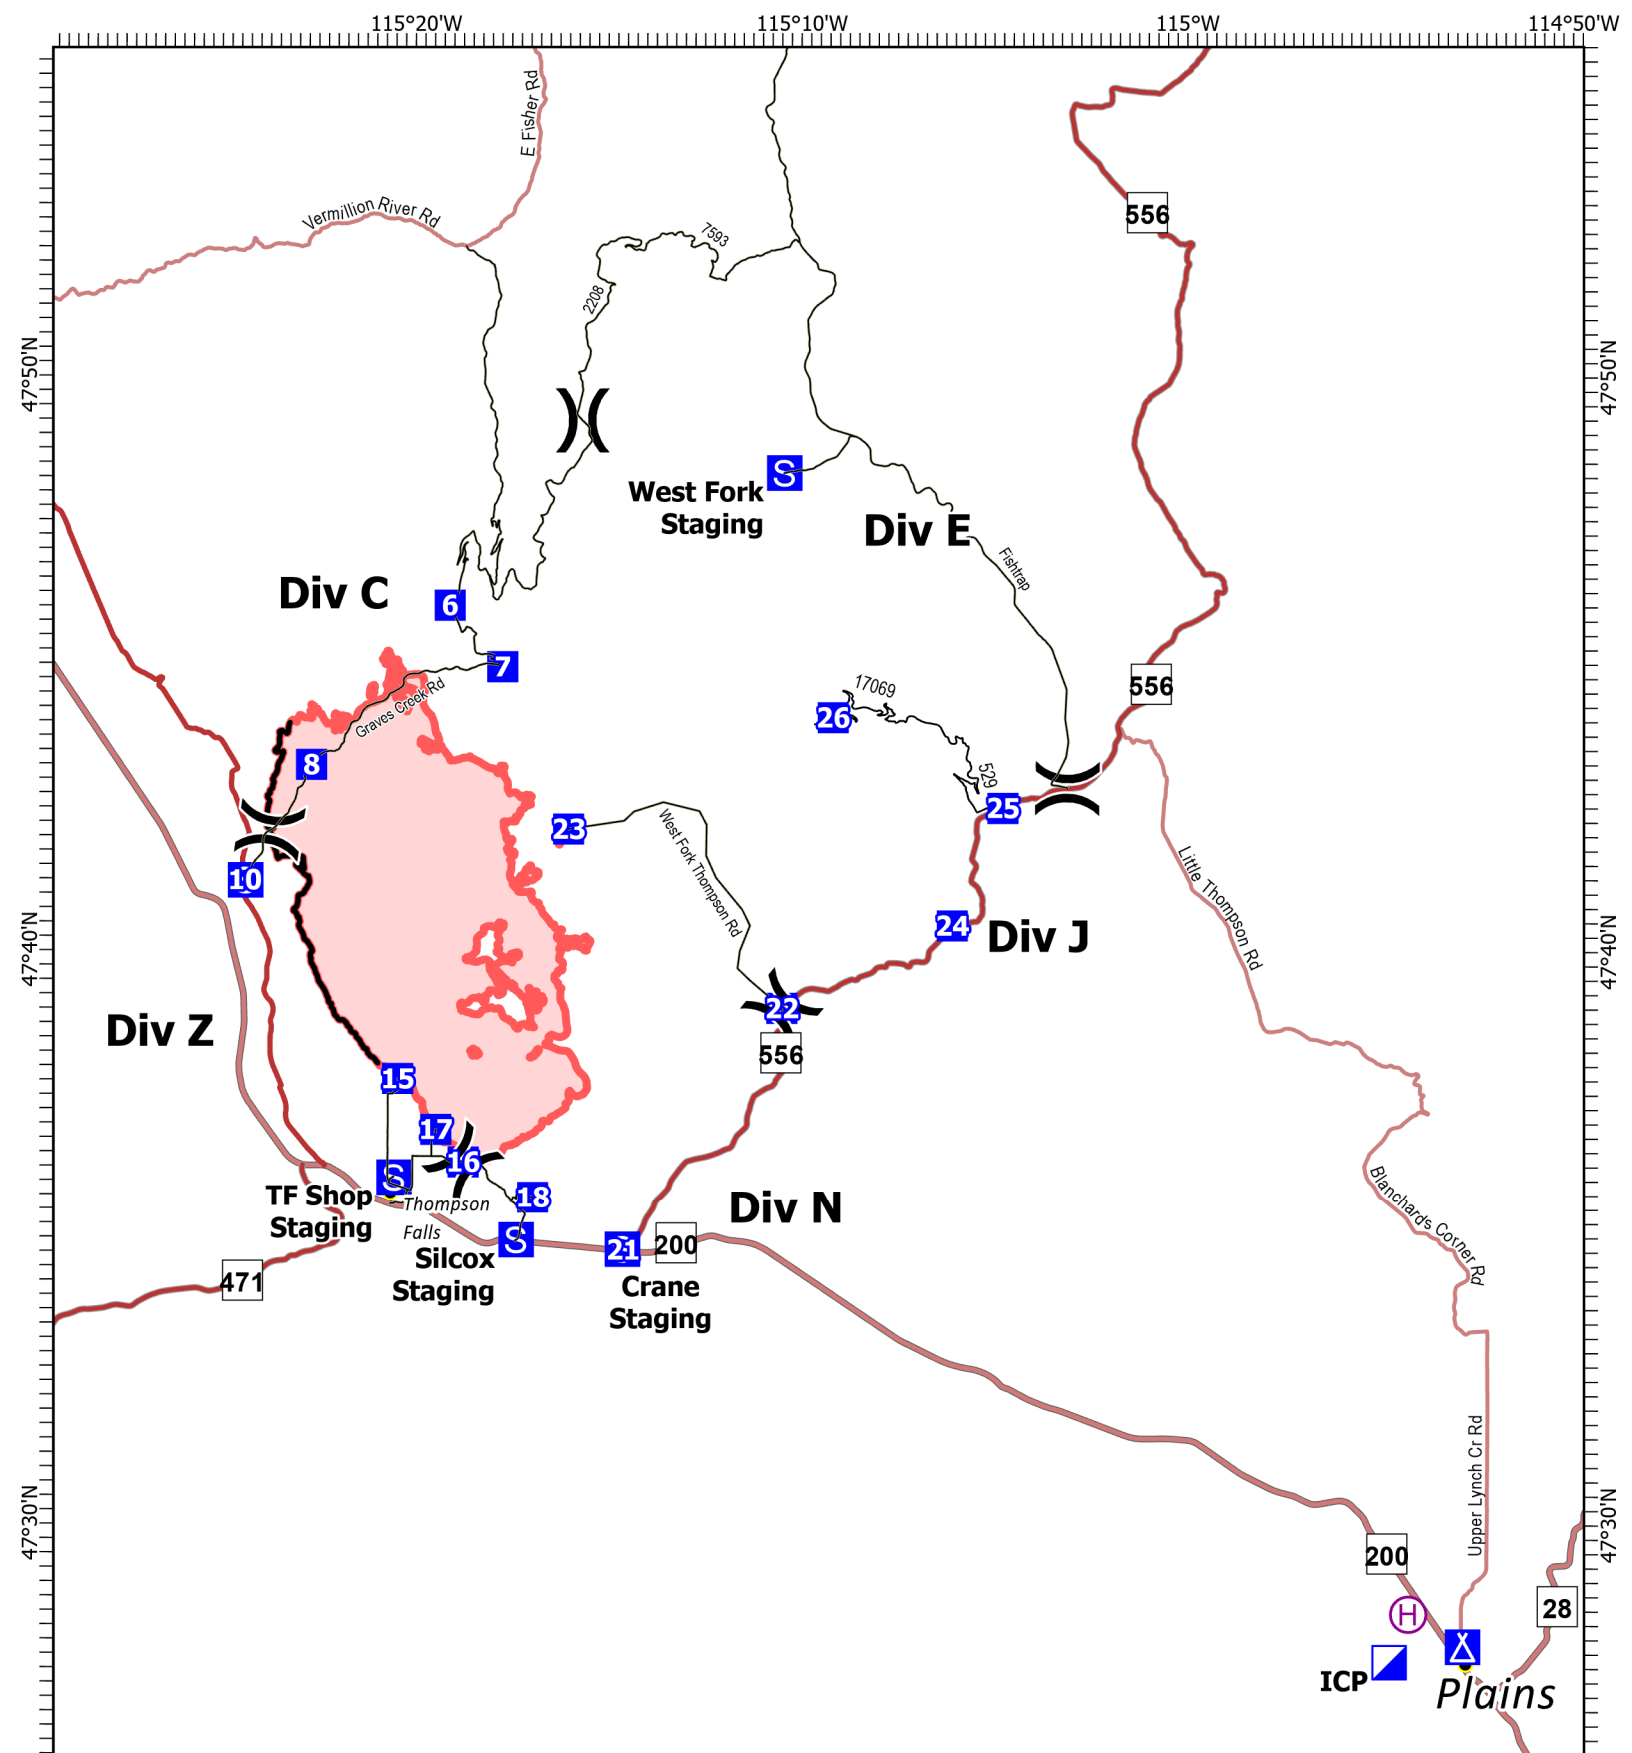 115°20'W
115°10'W
115°W
114°50'W
E Fisher Rd
556
Vermillion River Rd
7593
2208
47°50'N
47°50'N
S
West Fork
Staging
Div E
Fishtrap
Div C
6
7
556
Graves Creek Rd
17069
26
8
529
25
23
West Fork Thompson Rd
Little Thompson Rd
10
24
Div J
47°40'N
47°40'N
22
Div Z
556
15
17
16
S
18
TF Shop
Staging
Thompson
Falls
Div N
Blanchards Corner Rd
S
21
200
Silcox
Staging
Crane
Staging
471
Upper Lynch Cr Rd
47°30'N
47°30'N
200
28
H
ICP
Plains